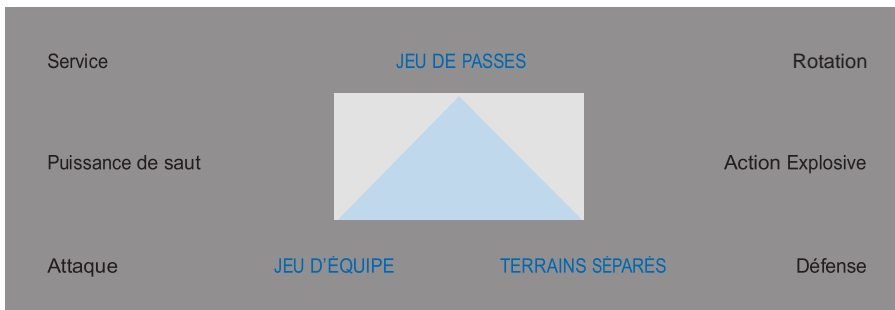 Service JEU DE PASSES Rotation
Puissance de saut Action Explosive
Attaque JEU D'ÉQUIPE TERRAINS SÉPARÉS Défense